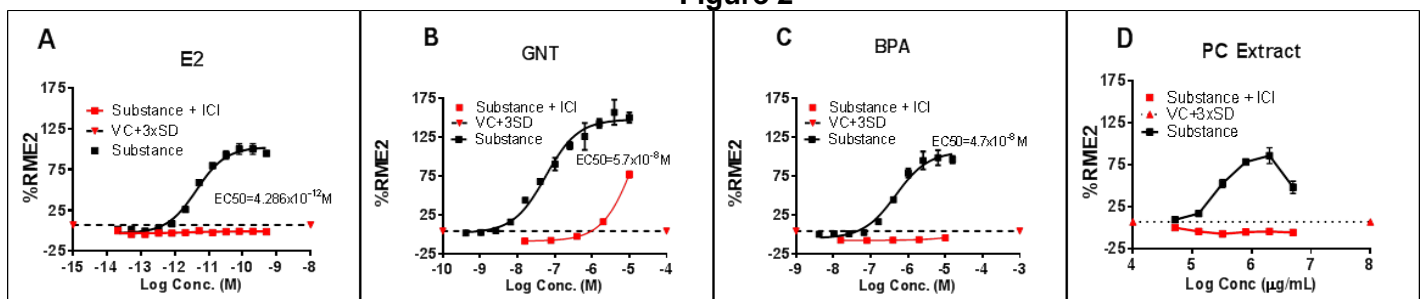 Figure 2
A
E2
175
125
75
25
-25
%RME2
Substance + ICI
VC+3xSD
Substance
EC50=4.286x10⁻¹²M
-15 -14 -13 -12 -11 -10 -9 -8
Log Conc. (M)
B
GNT
175
125
75
25
-25
%RME2
Substance + ICI
VC+3SD
Substance
EC50=5.7x10⁻⁸M
-10 -9 -8 -7 -6 -5 -4
Log Conc. (M)
C
BPA
175
125
75
25
-25
%RME2
Substance + ICI
VC+3SD
Substance
EC50=4.7x10⁻⁸M
-9 -8 -7 -6 -5 -4 -3
Log Conc. (M)
D
PC Extract
175
125
75
25
-25
%RME2
Substance + ICI
VC+3xSD
Substance
4 5 6 7 8
Log Conc (µg/mL)